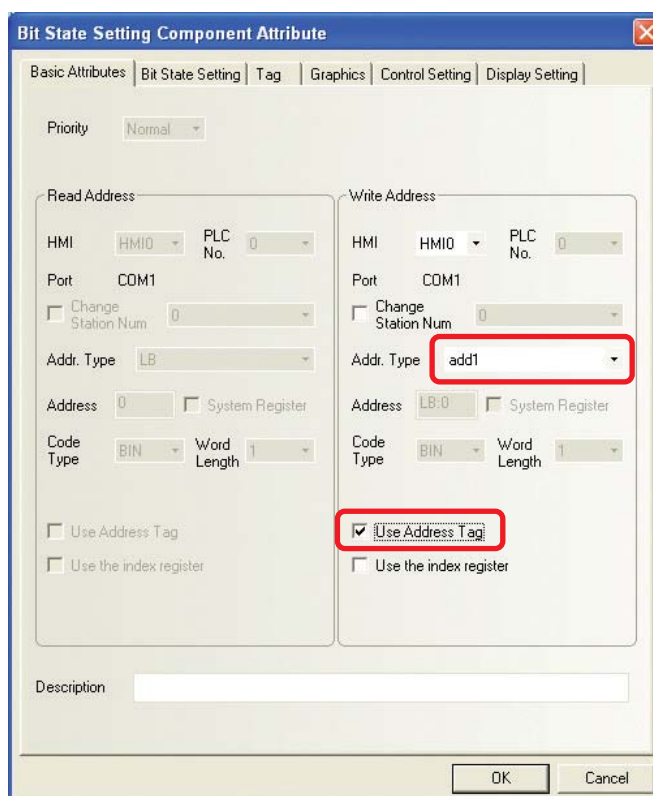 Bit State Setting Component Attribute
Basic Attributes Bit State Setting Tag Graphics Control Setting Display Setting
Priority Normal
Read Address
HMI HMI0 PLC No. 0
Port COM1
Change Station Num 0
Addr. Type LB
Address 0 System Register
Code Type BIN Word Length 1
Use Address Tag
Use the index register
Write Address
HMI HMI0 PLC No. 0
Port COM1
Change Station Num 0
Addr. Type add1
Address LB:0 System Register
Code Type BIN Word Length 1
Use Address Tag
Use the index register
Description
OK Cancel